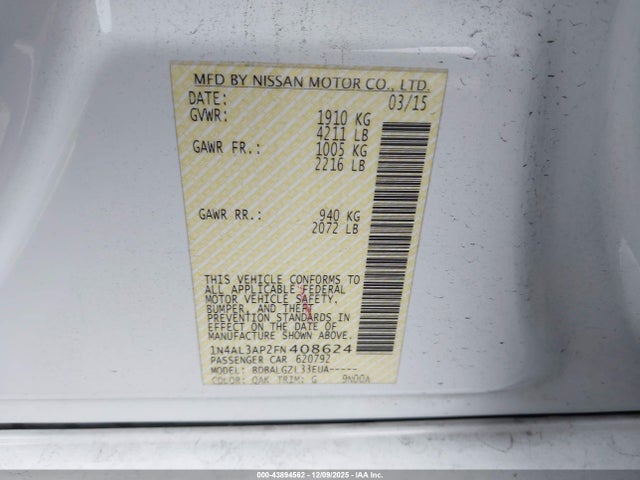 MFD BY NISSAN MOTOR CO., LTD.
DATE: 03/15
GVWR: 1910 KG
4211 LB
GAWR FR.: 1005 KG
2216 LB
GAWR RR.: 940 KG
2072 LB
THIS VEHICLE CONFORMS TO
ALL APPLICABLE FEDERAL
MOTOR VEHICLE SAFETY,
BUMPER, AND THEFT
PREVENTION STANDARDS IN
EFFECT ON THE DATE OF
MANUFACTURE SHOWN ABOVE.
1N4AL3AP2FN408624
PASSENGER CAR 620792
MODEL: BDBALGZL33EUA-----
COLOR: QAK TRIM: G 9N00A
000-43894562 - 12/09/2025 - IAA Inc.